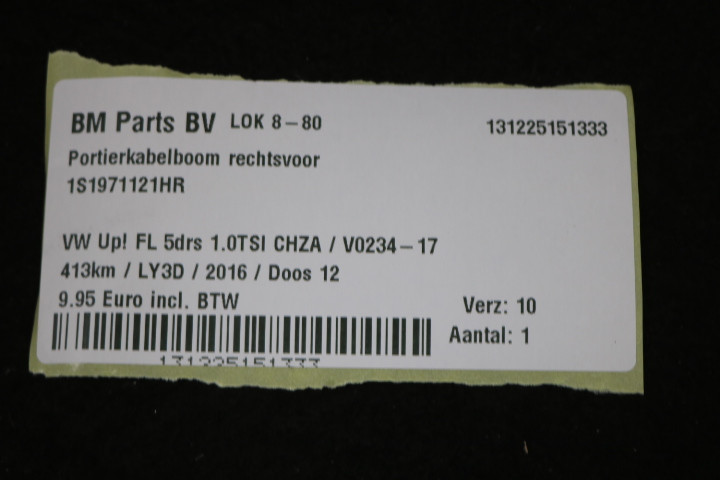 BM Parts BV LOK 8-80 131225151333
Portierkabelboom rechtsvoor
1S1971121HR
VW Up! FL 5drs 1.0TSI CHZA / V0234-17
413km / LY3D / 2016 / Doos 12
9.95 Euro incl. BTW Verz: 10
Aantal: 1
131225151333